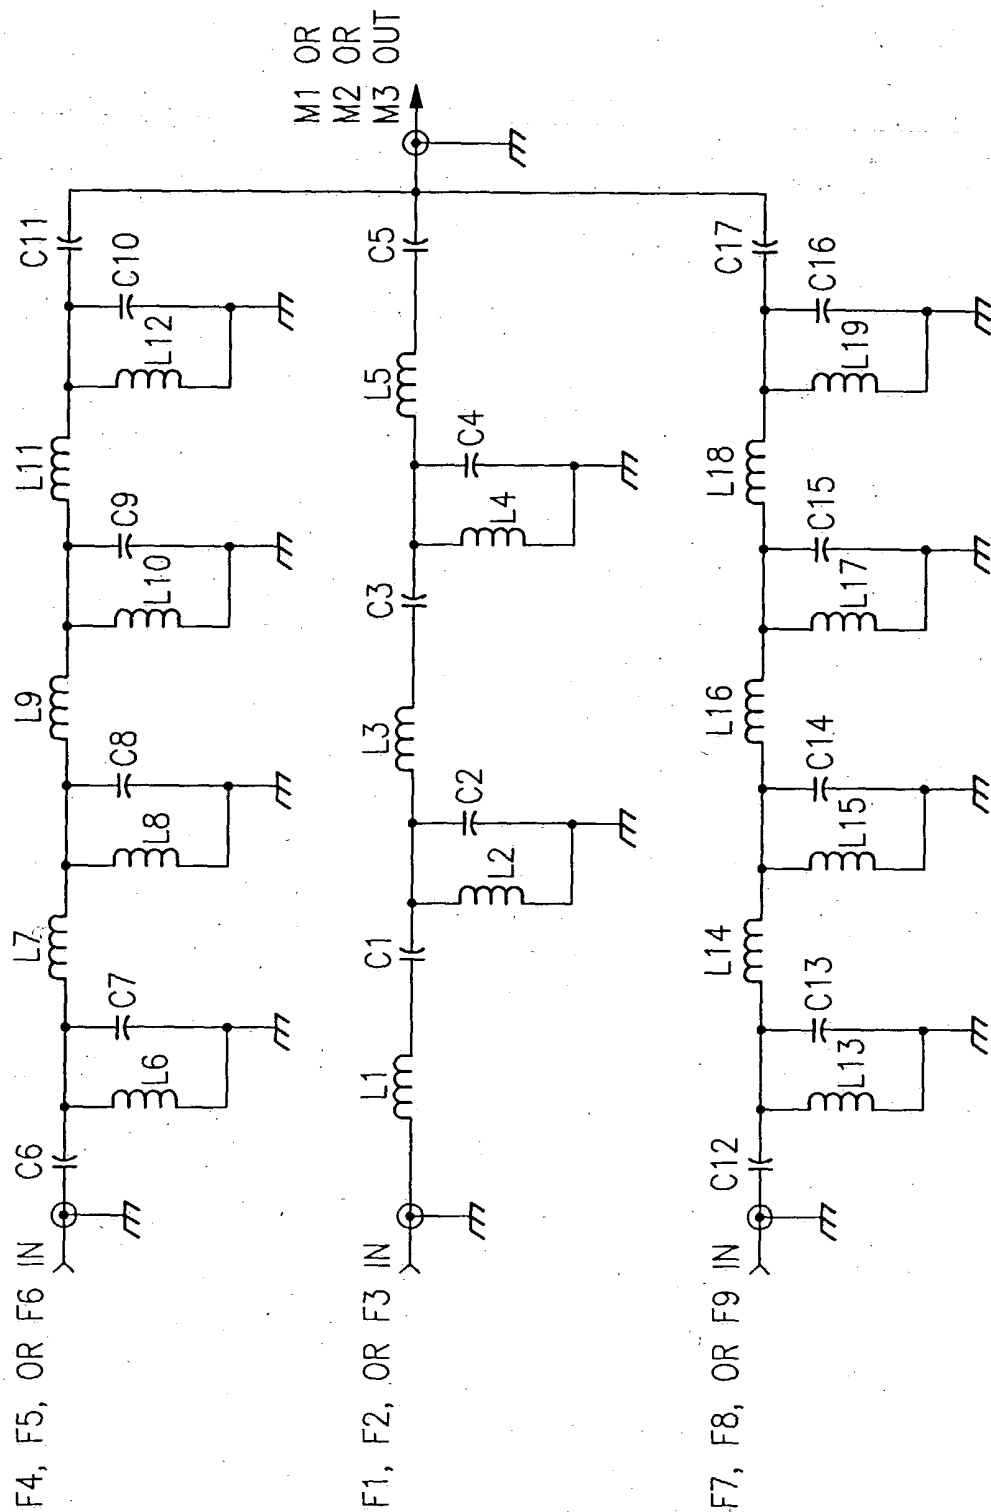 F4, F5, OR F6 IN
C6
L6
C7
L7
L8
C8
L9
L10
C9
L11
L12
C10
C11
F1, F2, OR F3 IN
L1
C1
L2
C2
L3
C3
L4
C4
L5
C5
M1 OR
M2 OR
M3 OUT
F7, F8, OR F9 IN
C12
L13
C13
L14
L15
C14
L16
L17
C15
L18
L19
C16
C17